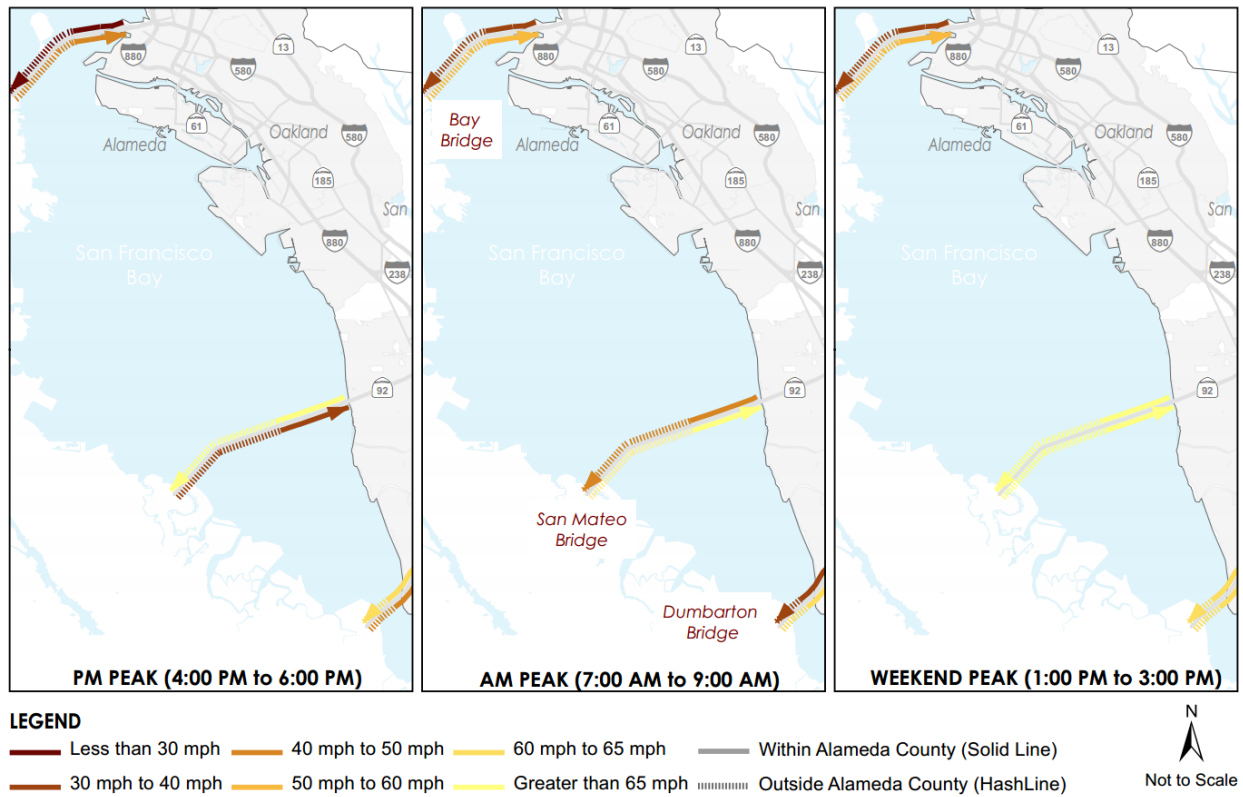 13
880
580
61
Oakland
Alameda
580
185
San
880
San Francisco
Bay
238
92
PM PEAK (4:00 PM to 6:00 PM)
13
880
580
Bay
Bridge
61
Oakland
Alameda
580
185
San
880
San Francisco
Bay
238
92
San Mateo
Bridge
Dumbarton
Bridge
AM PEAK (7:00 AM to 9:00 AM)
13
880
580
61
Oakland
Alameda
580
185
San
880
San Francisco
Bay
238
92
WEEKEND PEAK (1:00 PM to 3:00 PM)
LEGEND
Less than 30 mph
40 mph to 50 mph
60 mph to 65 mph
Within Alameda County (Solid Line)
30 mph to 40 mph
50 mph to 60 mph
Greater than 65 mph
Outside Alameda County (HashLine)
N
Not to Scale